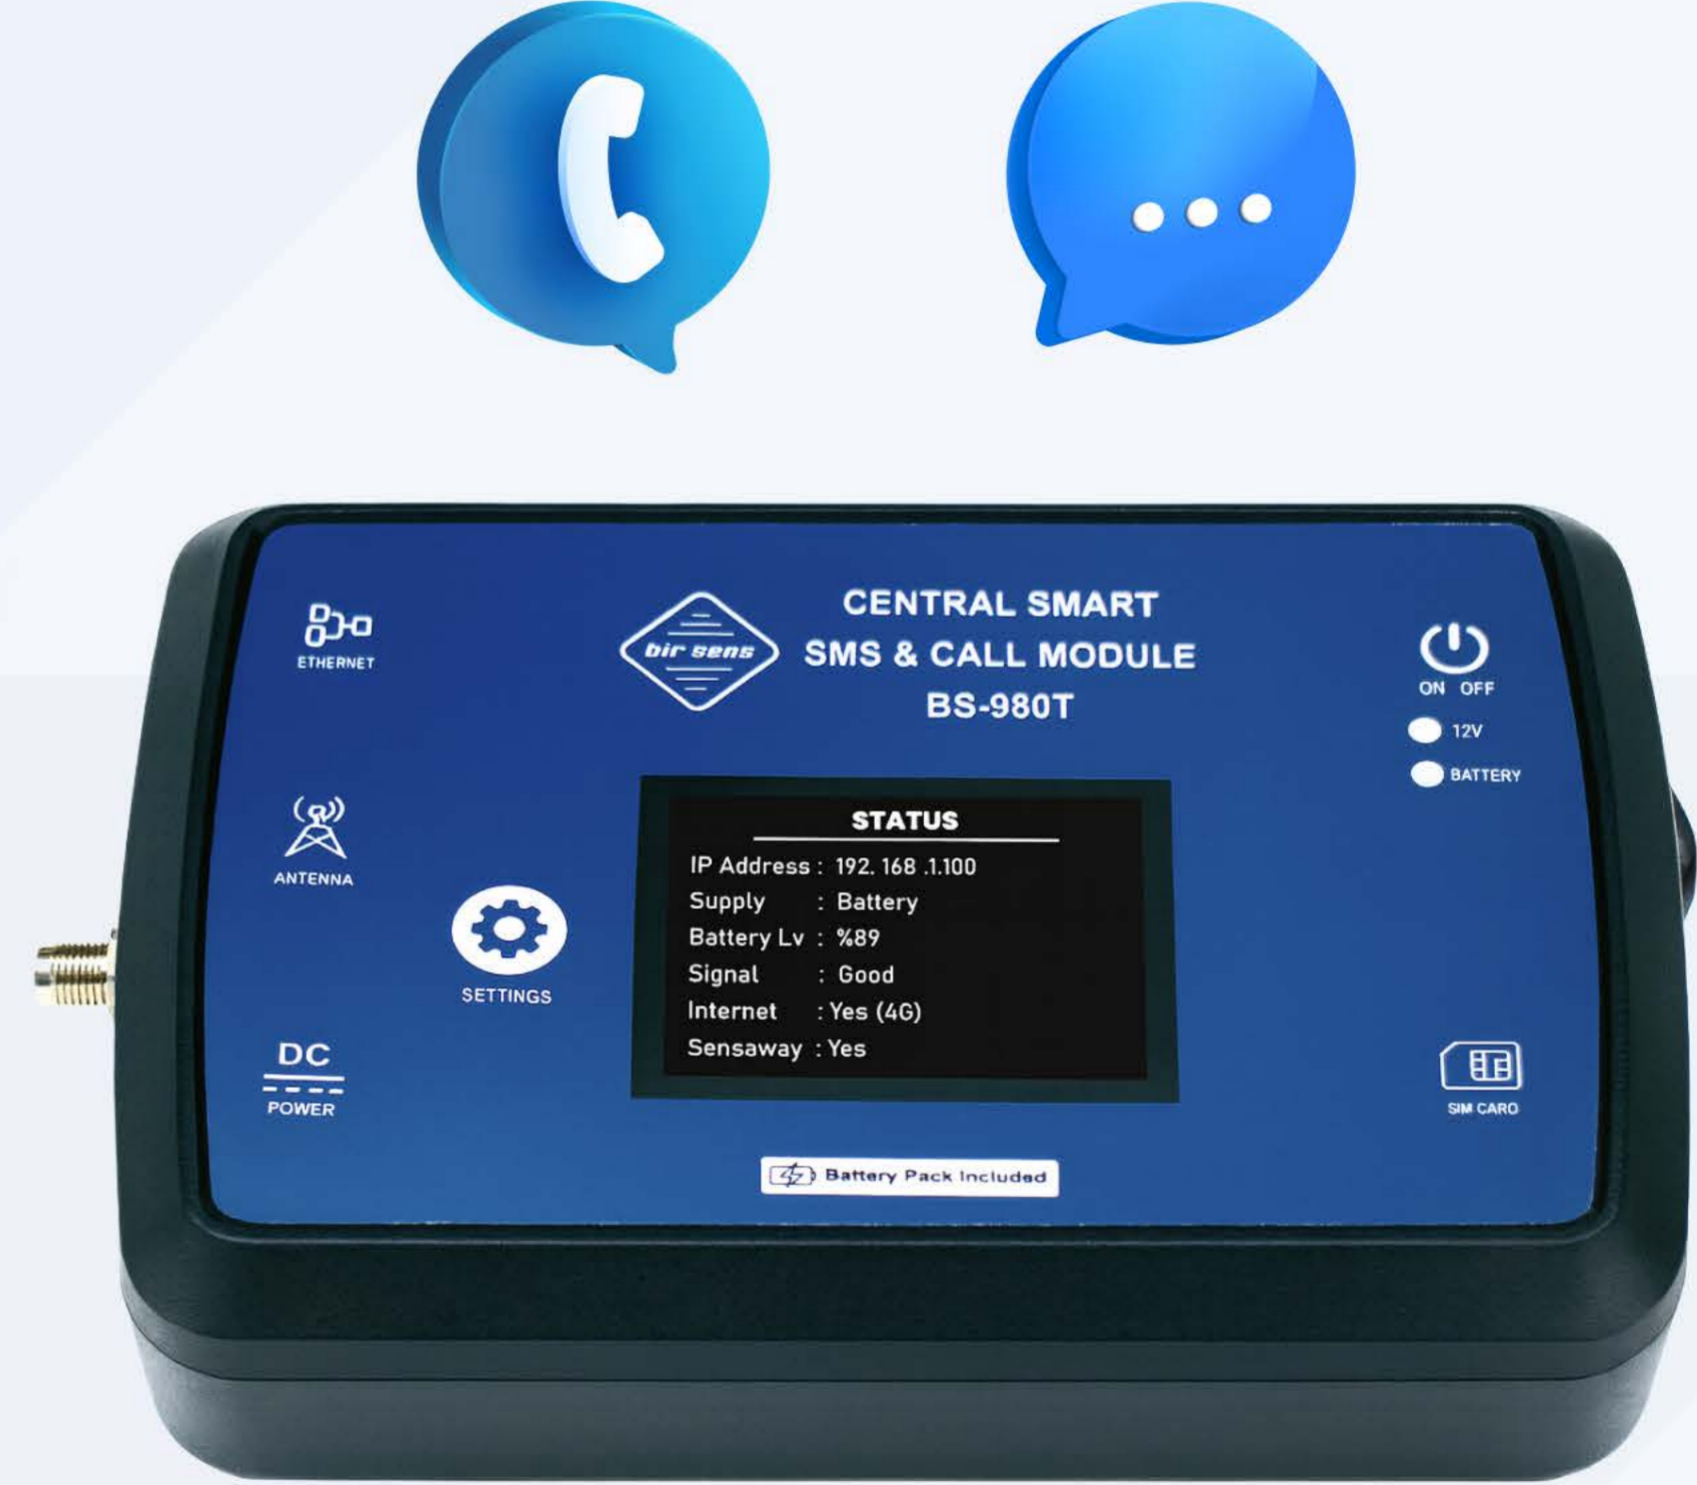 ETHERNET
bir sens
CENTRAL SMART
SMS & CALL MODULE
BS-980T
ON OFF
12V
BATTERY
ANTENNA
SETTINGS
DC
POWER
STATUS
IP Address : 192. 168 .1.100
Supply : Battery
Battery Lv : %89
Signal : Good
Internet : Yes (4G)
Sensaway : Yes
SIM CARO
Battery Pack Included